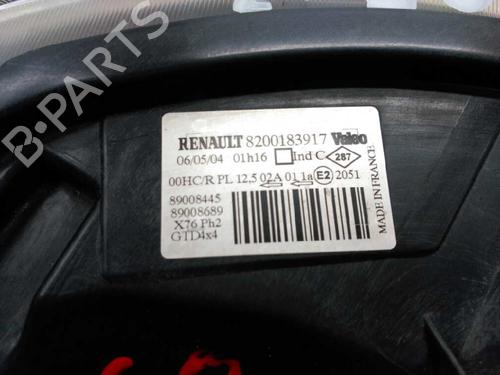 RENAULT 8200183917 Valeo
06/05/04 01h16 Ind C 287
00HC/R PL 12,5 02A 01 1a E2 2051
89008445
89008689
X76 Ph2
GTD4x4
MADE IN FRANCE
B-PARTS